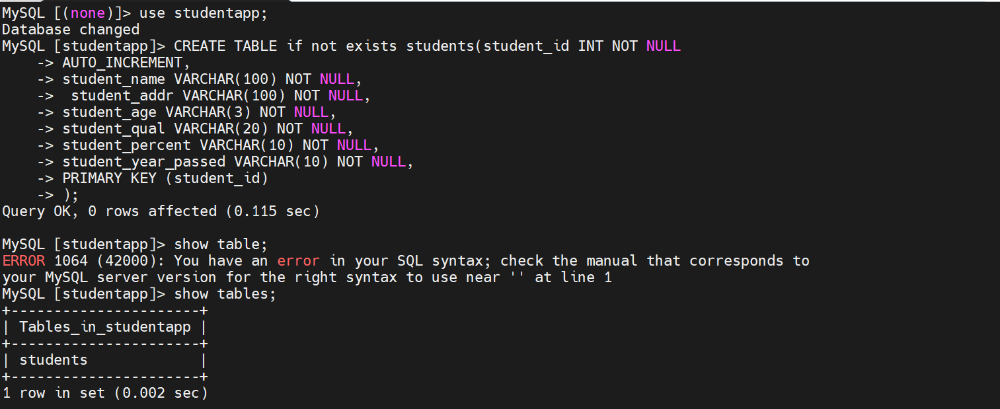 MySQL [(none)]> use studentapp;
Database changed
MySQL [studentapp]> CREATE TABLE if not exists students(student_id INT NOT NULL
    -> AUTO_INCREMENT,
    -> student_name VARCHAR(100) NOT NULL,
    ->  student_addr VARCHAR(100) NOT NULL,
    -> student_age VARCHAR(3) NOT NULL,
    -> student_qual VARCHAR(20) NOT NULL,
    -> student_percent VARCHAR(10) NOT NULL,
    -> student_year_passed VARCHAR(10) NOT NULL,
    -> PRIMARY KEY (student_id)
    -> );
Query OK, 0 rows affected (0.115 sec)

MySQL [studentapp]> show table;
ERROR 1064 (42000): You have an error in your SQL syntax; check the manual that corresponds to
your MySQL server version for the right syntax to use near '' at line 1
MySQL [studentapp]> show tables;
+----------------------+
| Tables_in_studentapp |
+----------------------+
| students             |
+----------------------+
1 row in set (0.002 sec)